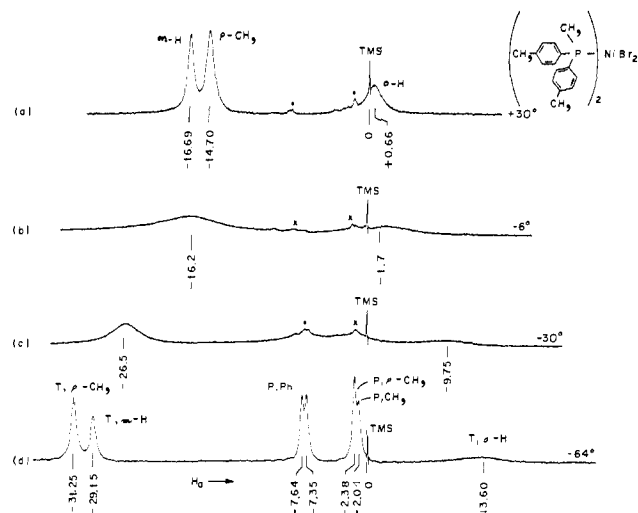 m-H
p-CH₃
TMS
o-H
CH₃
CH₃
P
NiBr₂
CH₃
2
(a)
+30°
-16.69
-14.70
0
+0.66
TMS
(b)
x
x
-6°
-16.2
-1.7
TMS
(c)
x
-30°
-26.5
-9.75
T, p-CH₃
T, m-H
P, Ph
P, p-CH₃
P, CH₃
TMS
T, o-H
(d)
-64°
-31.25
-29.15
Ha →
-7.64
-7.35
-2.38
-2.04
0
13.60